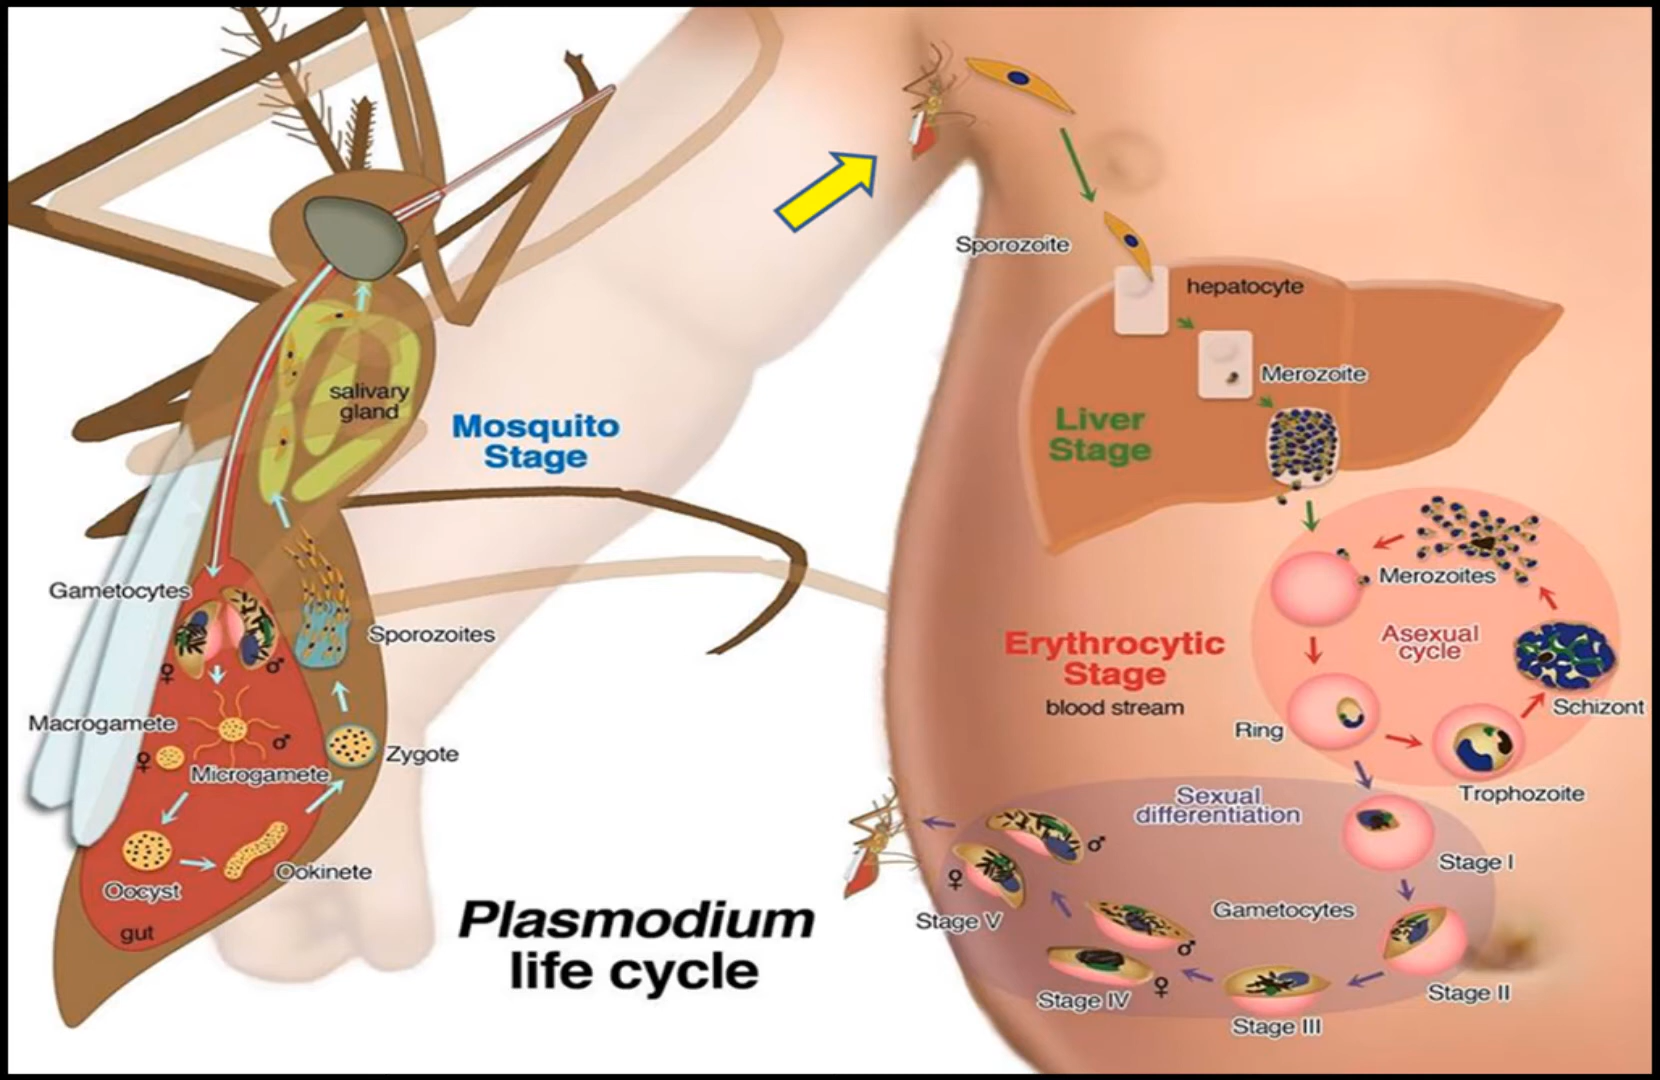 Sporozoite
hepatocyte
Merozoite
Liver
Stage
salivary
gland
Mosquito
Stage
Gametocytes
Sporozoites
♀
♂
Macrogamete
♂
♀
Microgamete
Zygote
Oocyst
Ookinete
gut
Plasmodium
life cycle
Merozoites
Asexual
cycle
Erythrocytic
Stage
blood stream
Ring
Schizont
Trophozoite
Sexual
differentiation
♂
♀
Stage I
Gametocytes
Stage V
♂
♀
Stage IV
Stage II
Stage III